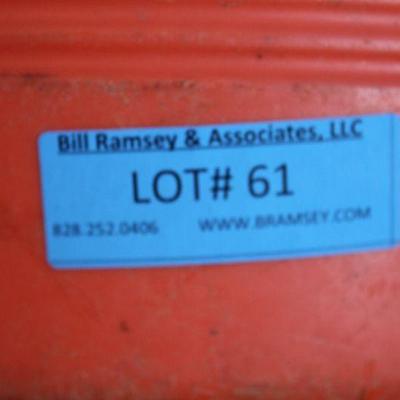 Bill Ramsey & Associates, LLC
LOT# 61
828.252.0406 WWW.BRAMSEY.COM